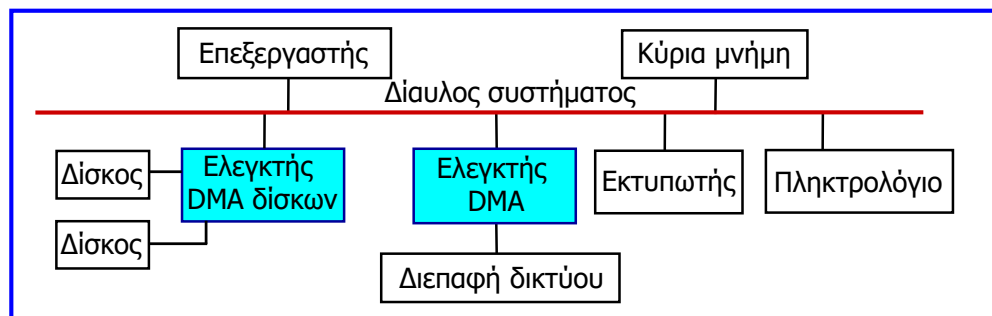 Επεξεργαστής
Κύρια μνήμη
Δίαυλος συστήματος
Δίσκος
Ελεγκτής
DMA δίσκων
Ελεγκτής
DMA
Εκτυπωτής
Πληκτρολόγιο
Δίσκος
Διεπαφή δικτύου